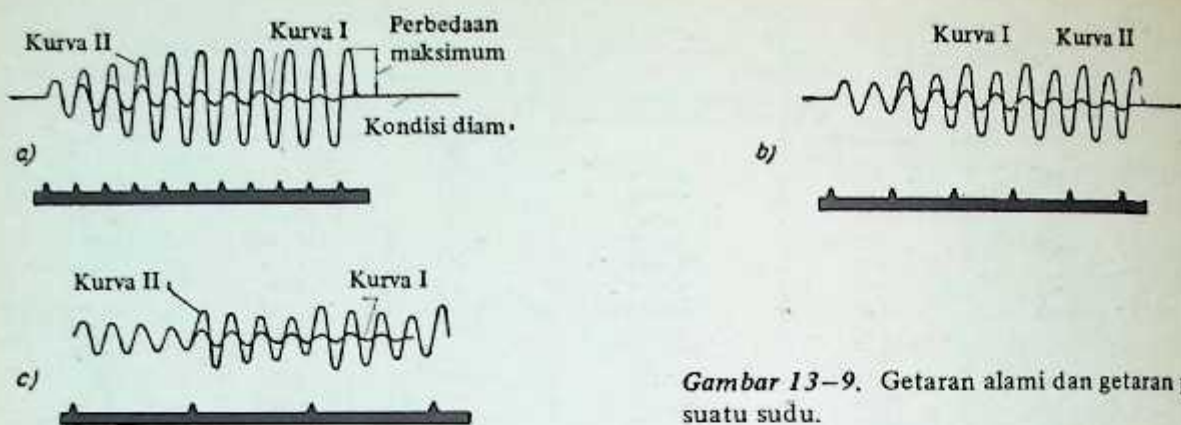 Kurva II
Kurva I
Perbedaan
maksimum
Kondisi diam
a)
Kurva I
Kurva II
b)
Kurva II
Kurva I
c)
Gambar 13–9. Getaran alami dan getaran
suatu sudu.